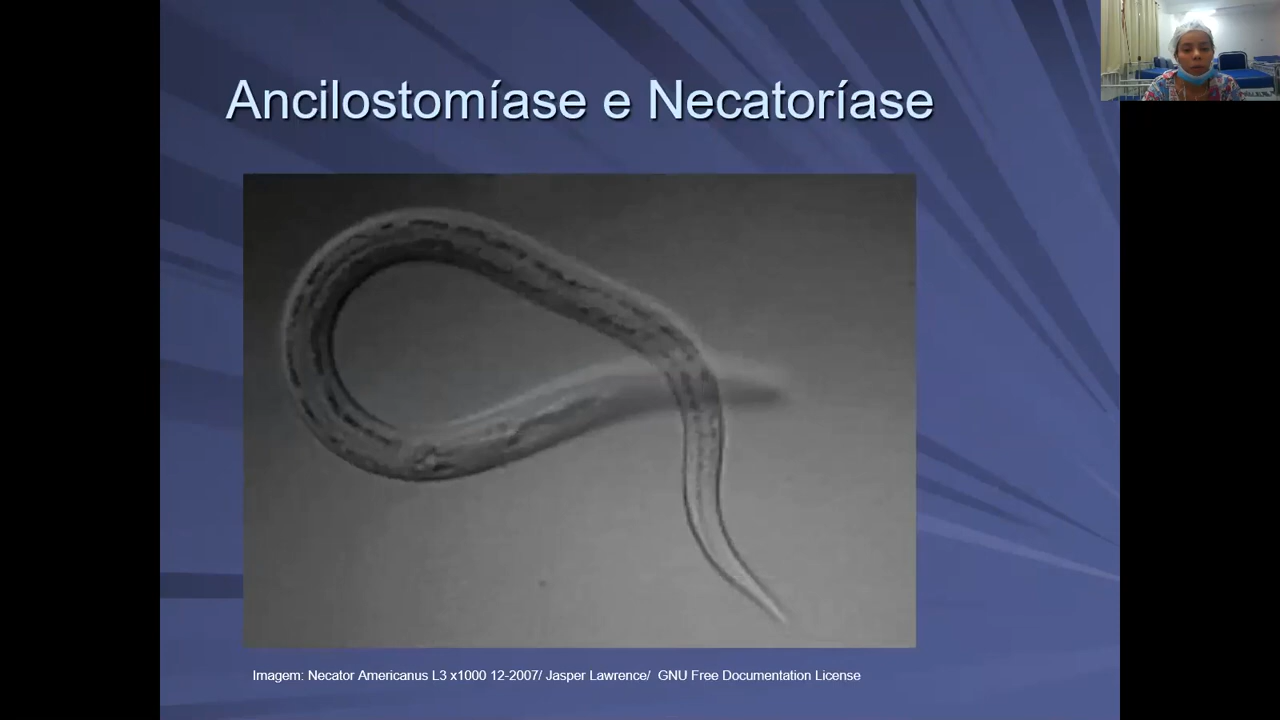 Ancilostomíase e Necatoríase
Imagem: Necator Americanus L3 x1000 12-2007/ Jasper Lawrence/ GNU Free Documentation License